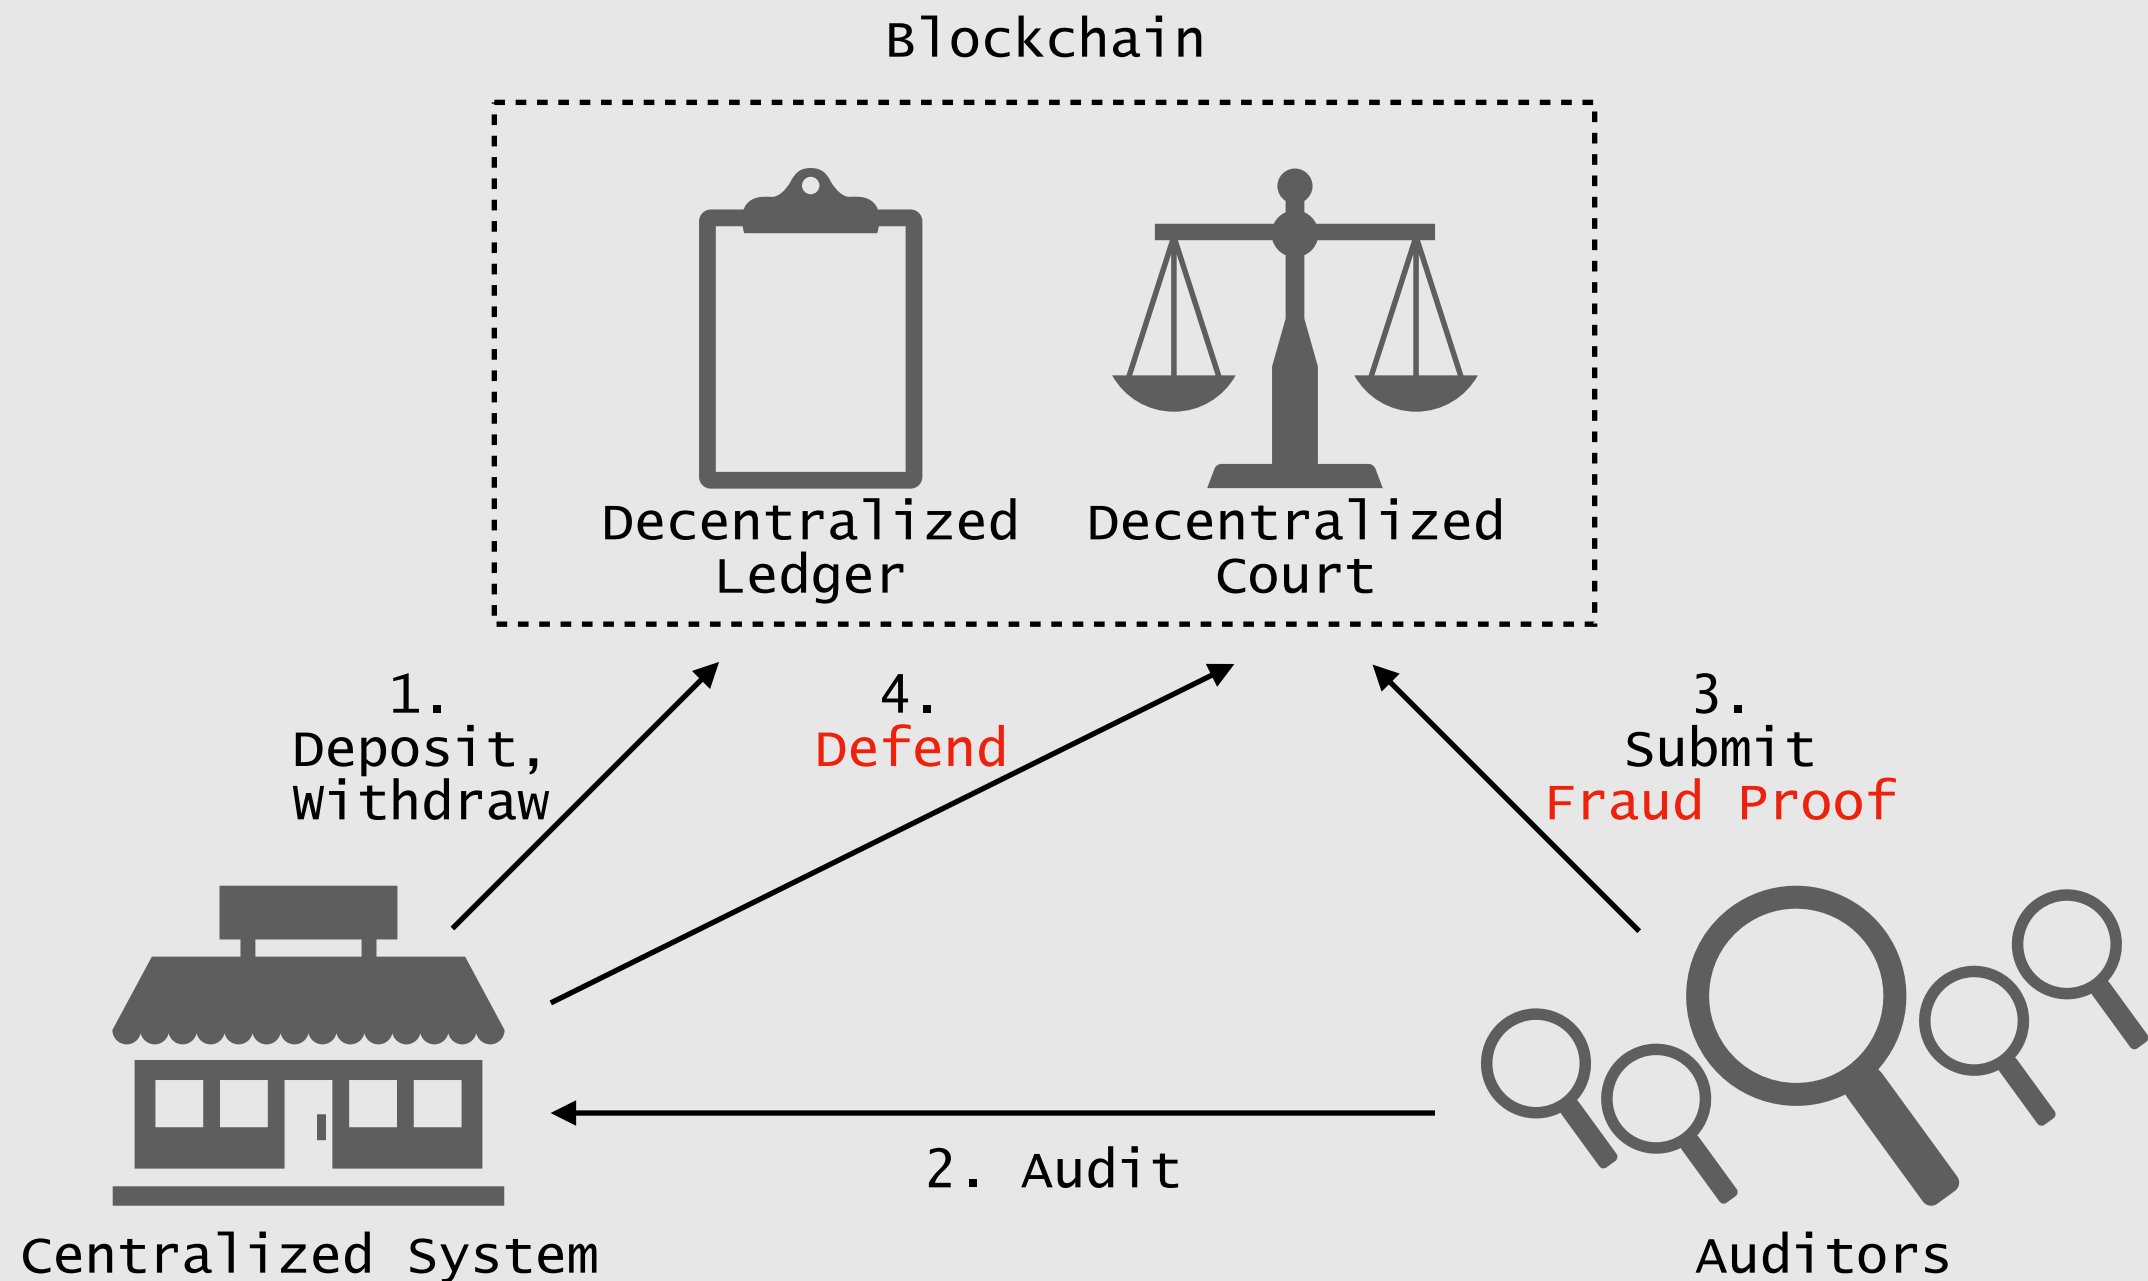 Blockchain
Decentralized
Ledger
Decentralized
Court
1.
Deposit,
Withdraw
4.
Defend
3.
Submit
Fraud Proof
2. Audit
Centralized System
Auditors